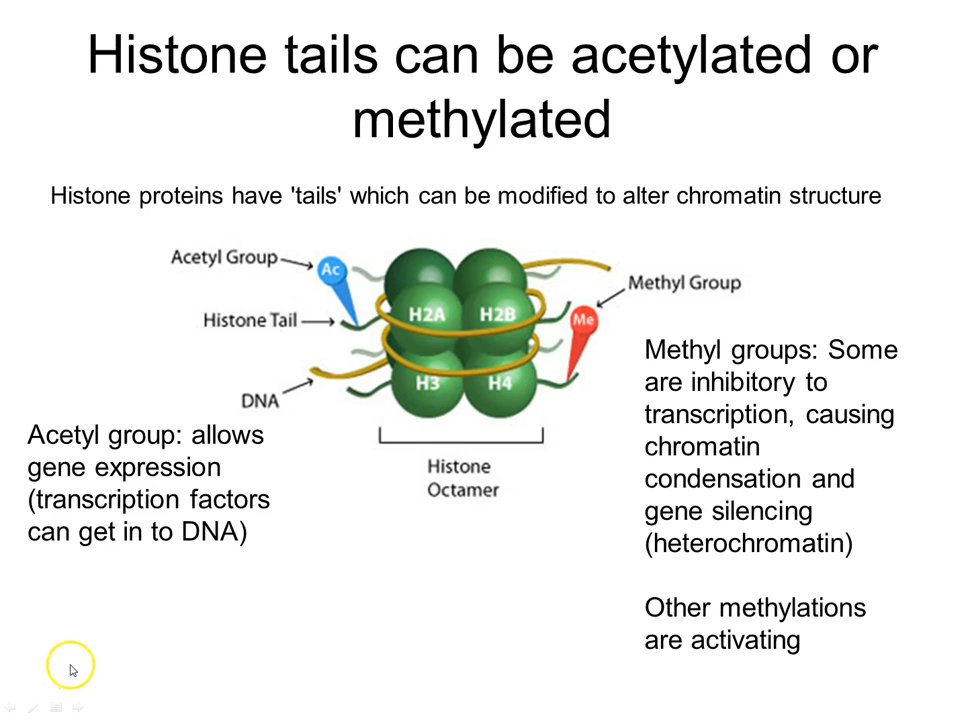 Histone tails can be acetylated or
methylated
Histone proteins have 'tails' which can be modified to alter chromatin structure
Acetyl Group
Ac
Methyl Group
Histone Tail
H2A
H2B
Me
DNA
H3
H4
Histone
Octamer
Acetyl group: allows
gene expression
(transcription factors
can get in to DNA)
Methyl groups: Some
are inhibitory to
transcription, causing
chromatin
condensation and
gene silencing
(heterochromatin)
Other methylations
are activating